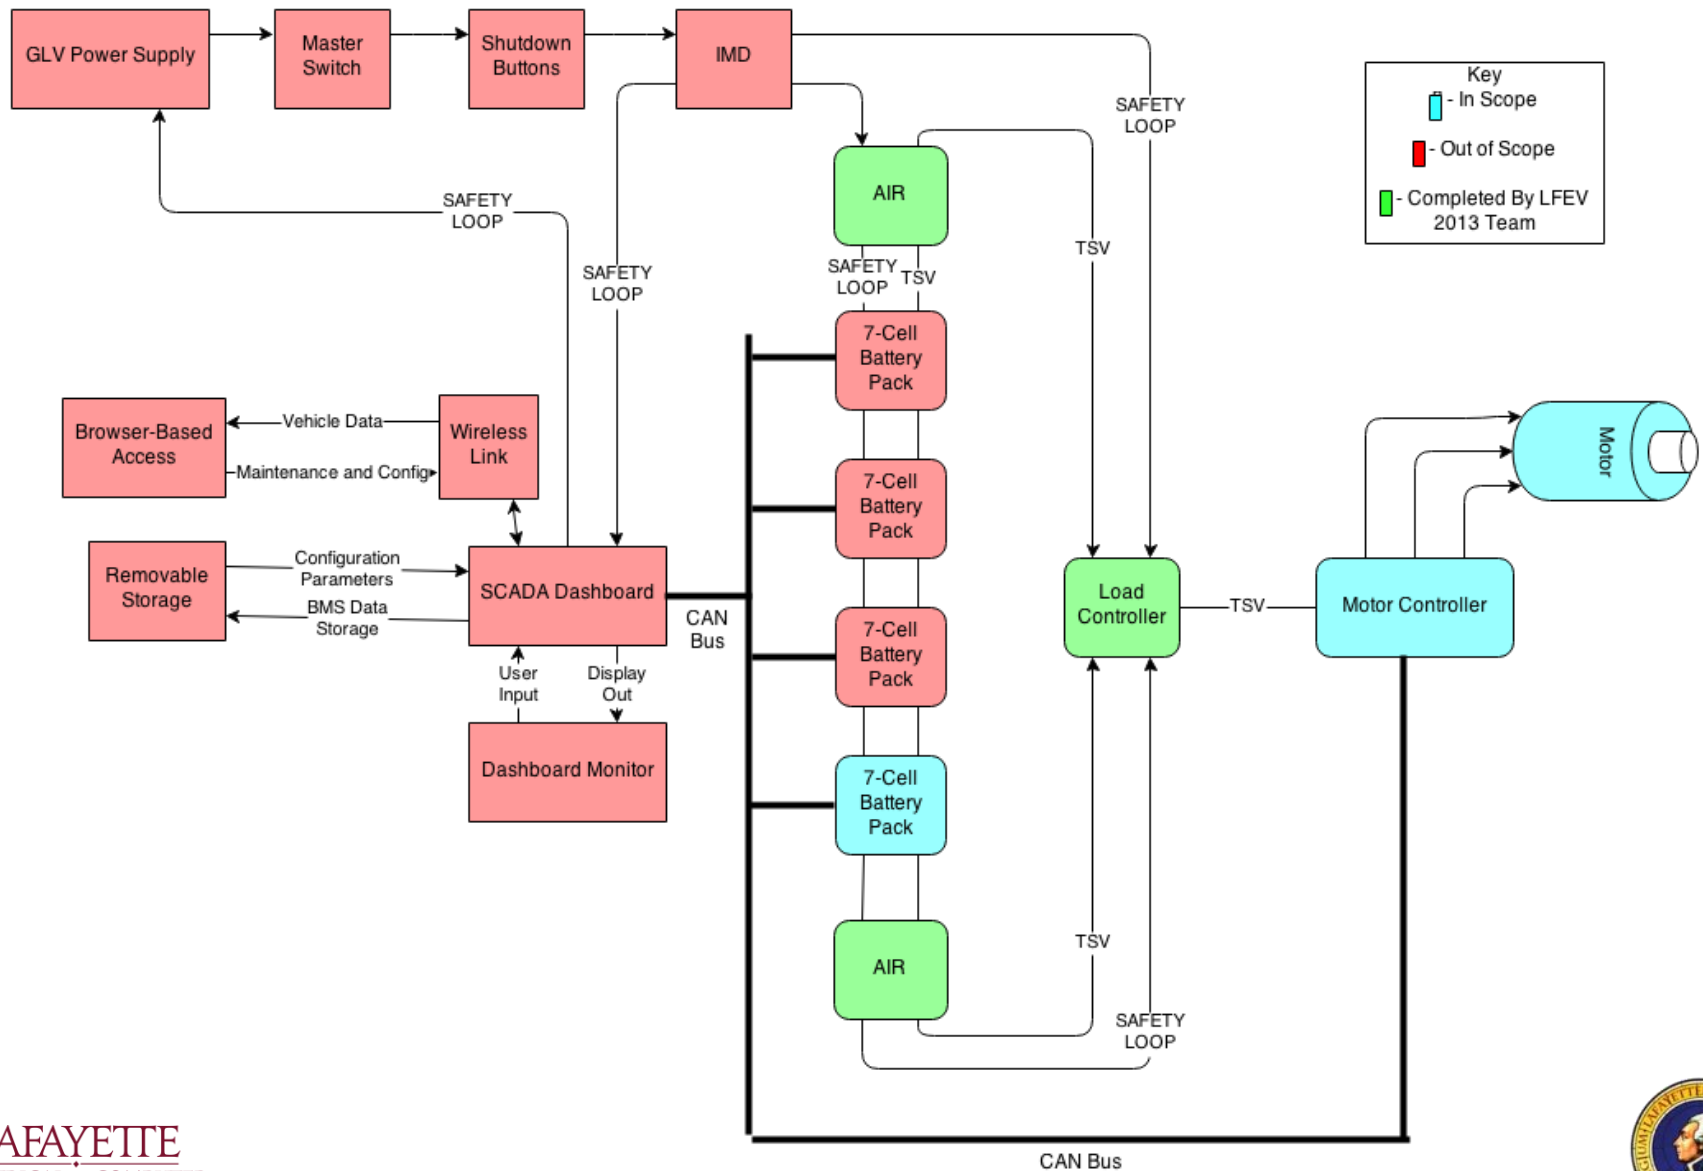 GLV Power Supply
Master
Switch
Shutdown
Buttons
IMD
Key
- In Scope
- Out of Scope
- Completed By LFEV
2013 Team
SAFETY
LOOP
AIR
SAFETY
LOOP
TSV
SAFETY
LOOP
SAFETY
LOOP
TSV
7-Cell
Battery
Pack
Browser-Based
Access
Vehicle Data
Maintenance and Config
Wireless
Link
Motor
7-Cell
Battery
Pack
Removable
Storage
Configuration
Parameters
BMS Data
Storage
SCADA Dashboard
CAN
Bus
7-Cell
Battery
Pack
Load
Controller
TSV
Motor Controller
User
Input
Display
Out
Dashboard Monitor
7-Cell
Battery
Pack
AIR
TSV
SAFETY
LOOP
CAN Bus
AFAYETTE